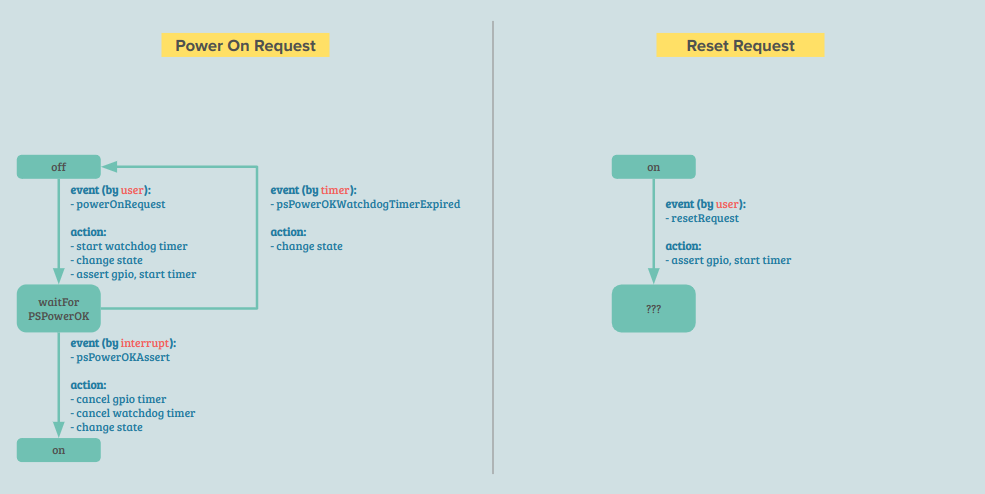 Power On Request
off
event (by user):
- powerOnRequest
action:
- start watchdog timer
- change state
- assert gpio, start timer
event (by timer):
- psPowerOKWatchdogTimerExpired
action:
- change state
waitFor
PSPowerOK
event (by interrupt):
- psPowerOKAssert
action:
- cancel gpio timer
- cancel watchdog timer
- change state
on
Reset Request
on
event (by user):
- resetRequest
action:
- assert gpio, start timer
???